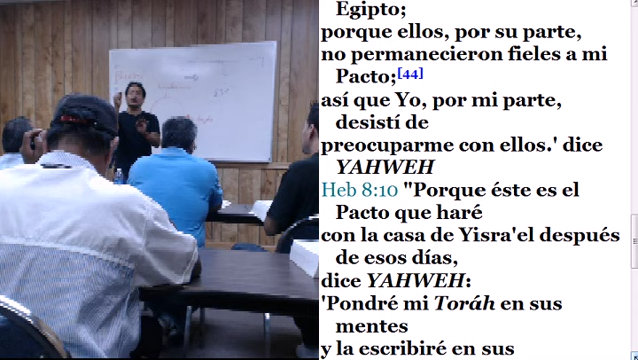 Egipto;
porque ellos, por su parte,
no permanecieron fieles a mi
Pacto;[44]
así que Yo, por mi parte,
desistí de
preocuparme con ellos.' dice
YAHWEH
Heb 8:10 "Porque éste es el
Pacto que haré
con la casa de Yisra'el después
de esos días,
dice YAHWEH:
'Pondré mi Toráh en sus
mentes
y la escribiré en sus